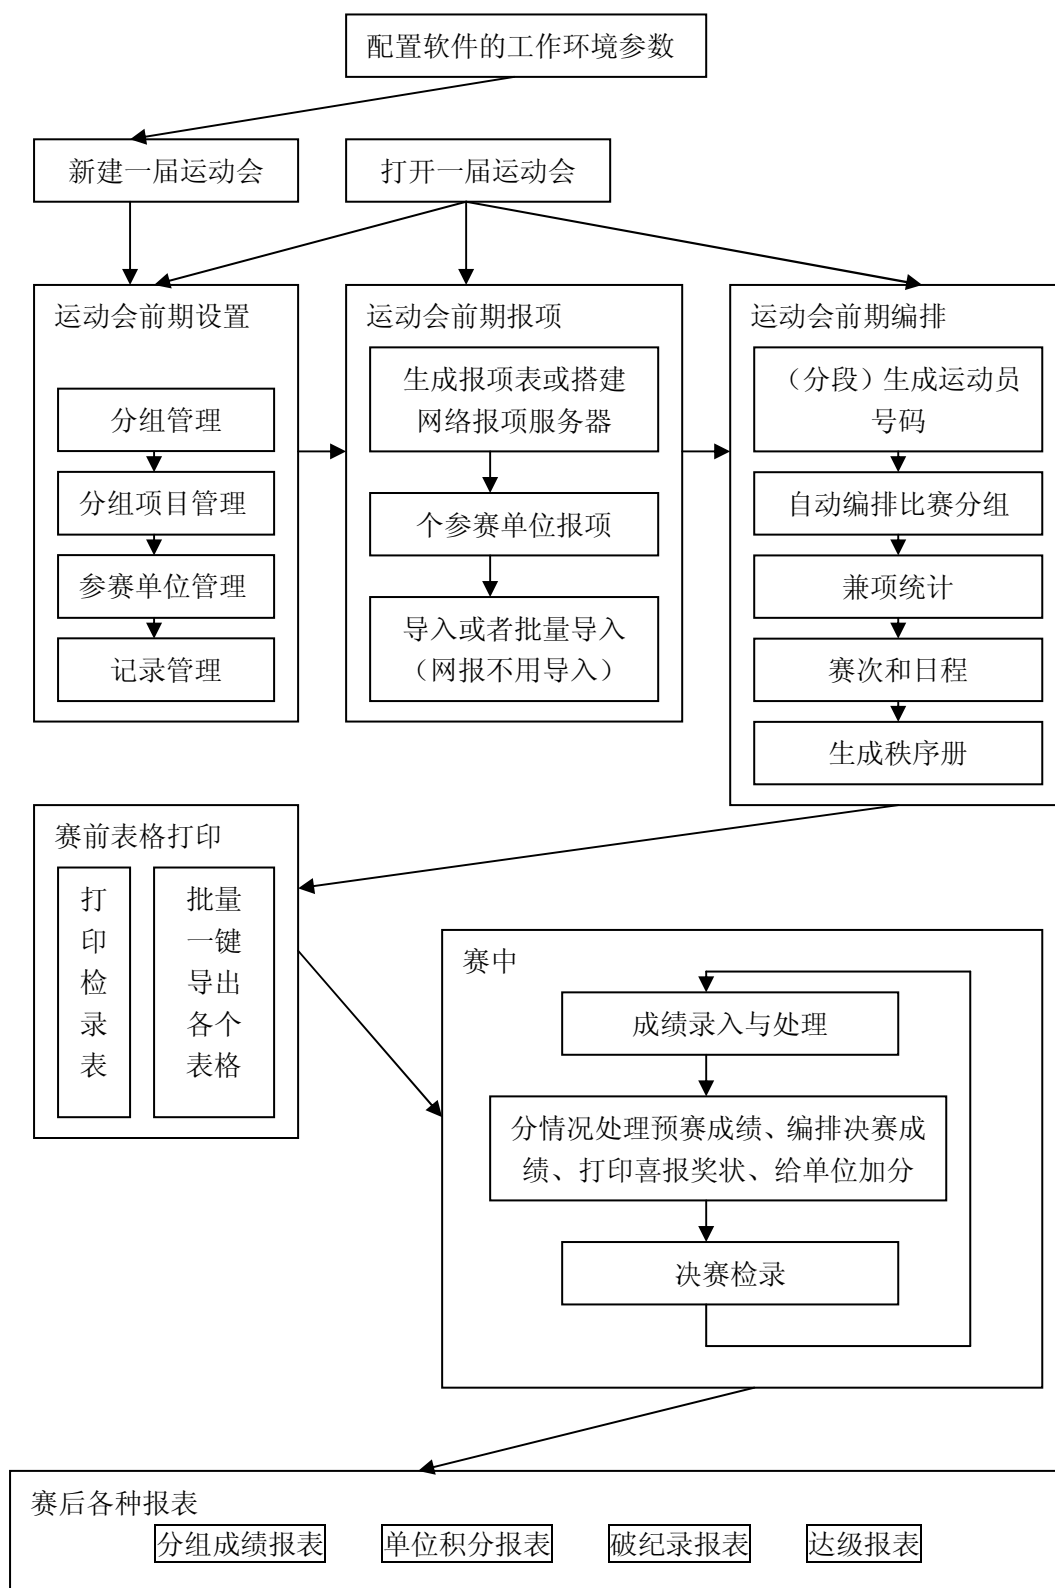 配置软件的工作环境参数
新建一届运动会
打开一届运动会
运动会前期设置
分组管理
分组项目管理
参赛单位管理
记录管理
运动会前期报项
生成报项表或搭建
网络报项服务器
个参赛单位报项
导入或者批量导入
（网报不用导入）
运动会前期编排
（分段）生成运动员
号码
自动编排比赛分组
兼项统计
赛次和日程
生成秩序册
赛前表格打印
打
印
检
录
表
批量
一键
导出
各个
表格
赛中
成绩录入与处理
分情况处理预赛成绩、编排决赛成
绩、打印喜报奖状、给单位加分
决赛检录
赛后各种报表
分组成绩报表
单位积分报表
破纪录报表
达级报表